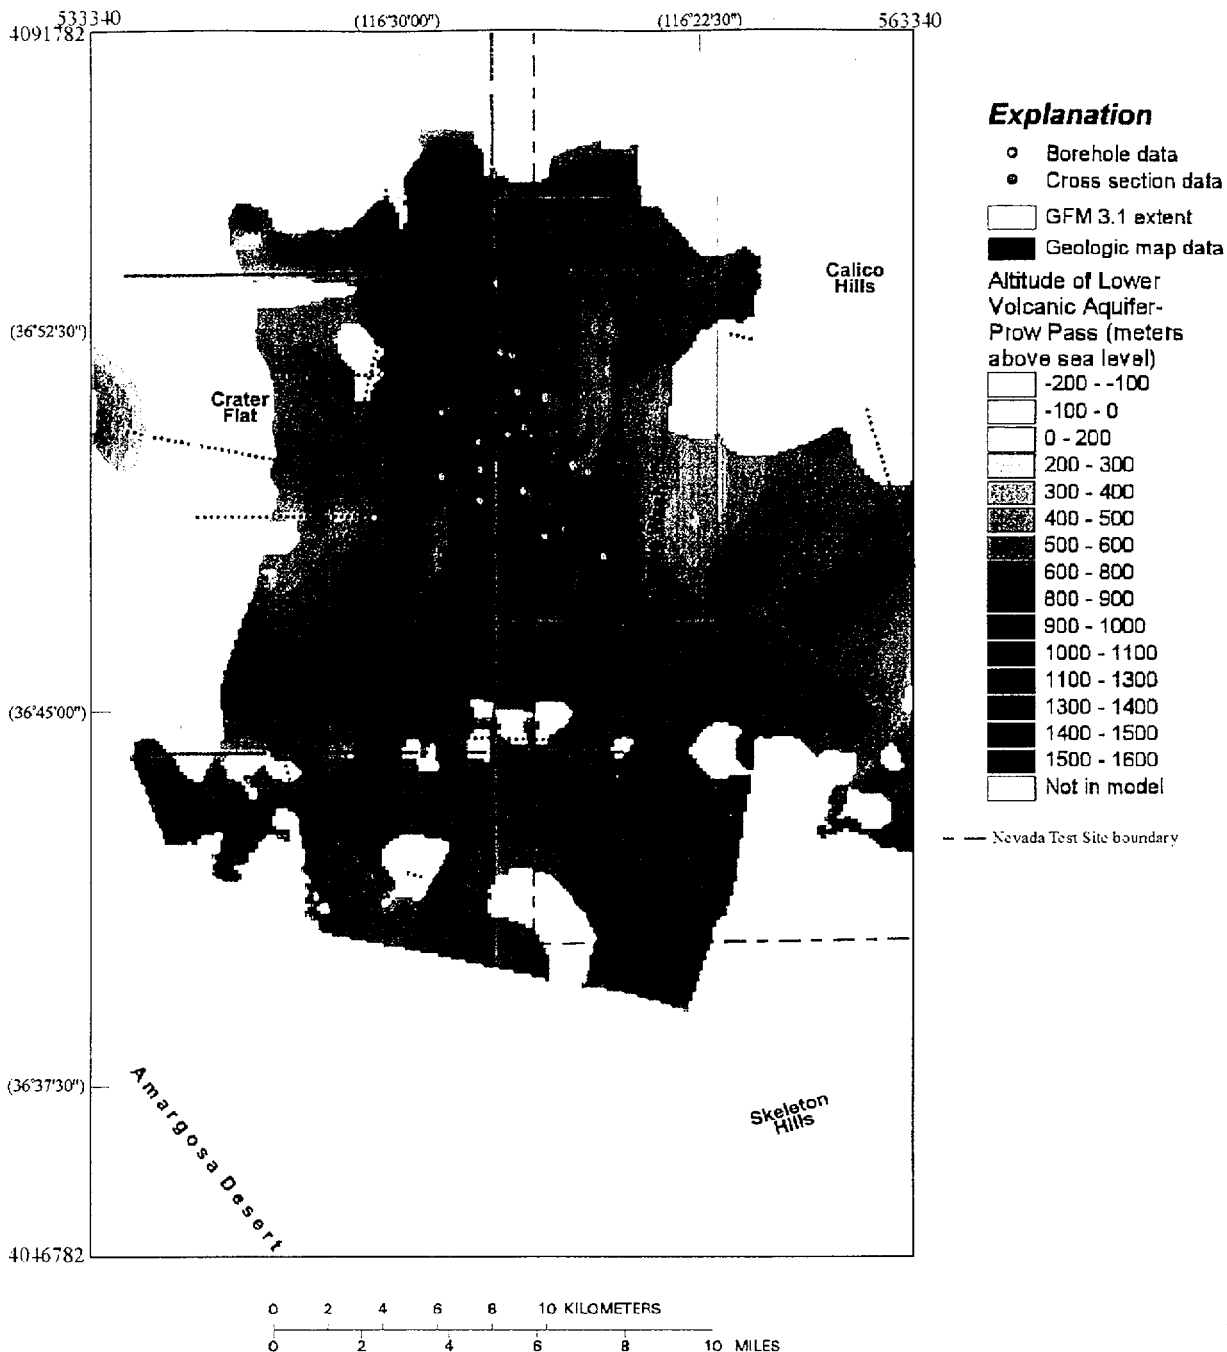 533340 (116°30'00") (116°22'30") 563340
4091782
Explanation
Borehole data
Cross section data
GFM 3.1 extent
Geologic map data
Altitude of Lower
Volcanic Aquifer-
Prow Pass (meters
above sea level)
-200 - -100
-100 - 0
0 - 200
200 - 300
300 - 400
400 - 500
500 - 600
600 - 800
800 - 900
900 - 1000
1000 - 1100
1100 - 1300
1300 - 1400
1400 - 1500
1500 - 1600
Not in model
Nevada Test Site boundary
Calico
Hills
(36°52'30")
Crater
Flat
(36°45'00")
(36°37'30")
Amargosa Desert
Skeleton
Hills
4046782
0 2 4 6 8 10 KILOMETERS
0 2 4 6 8 10 MILES